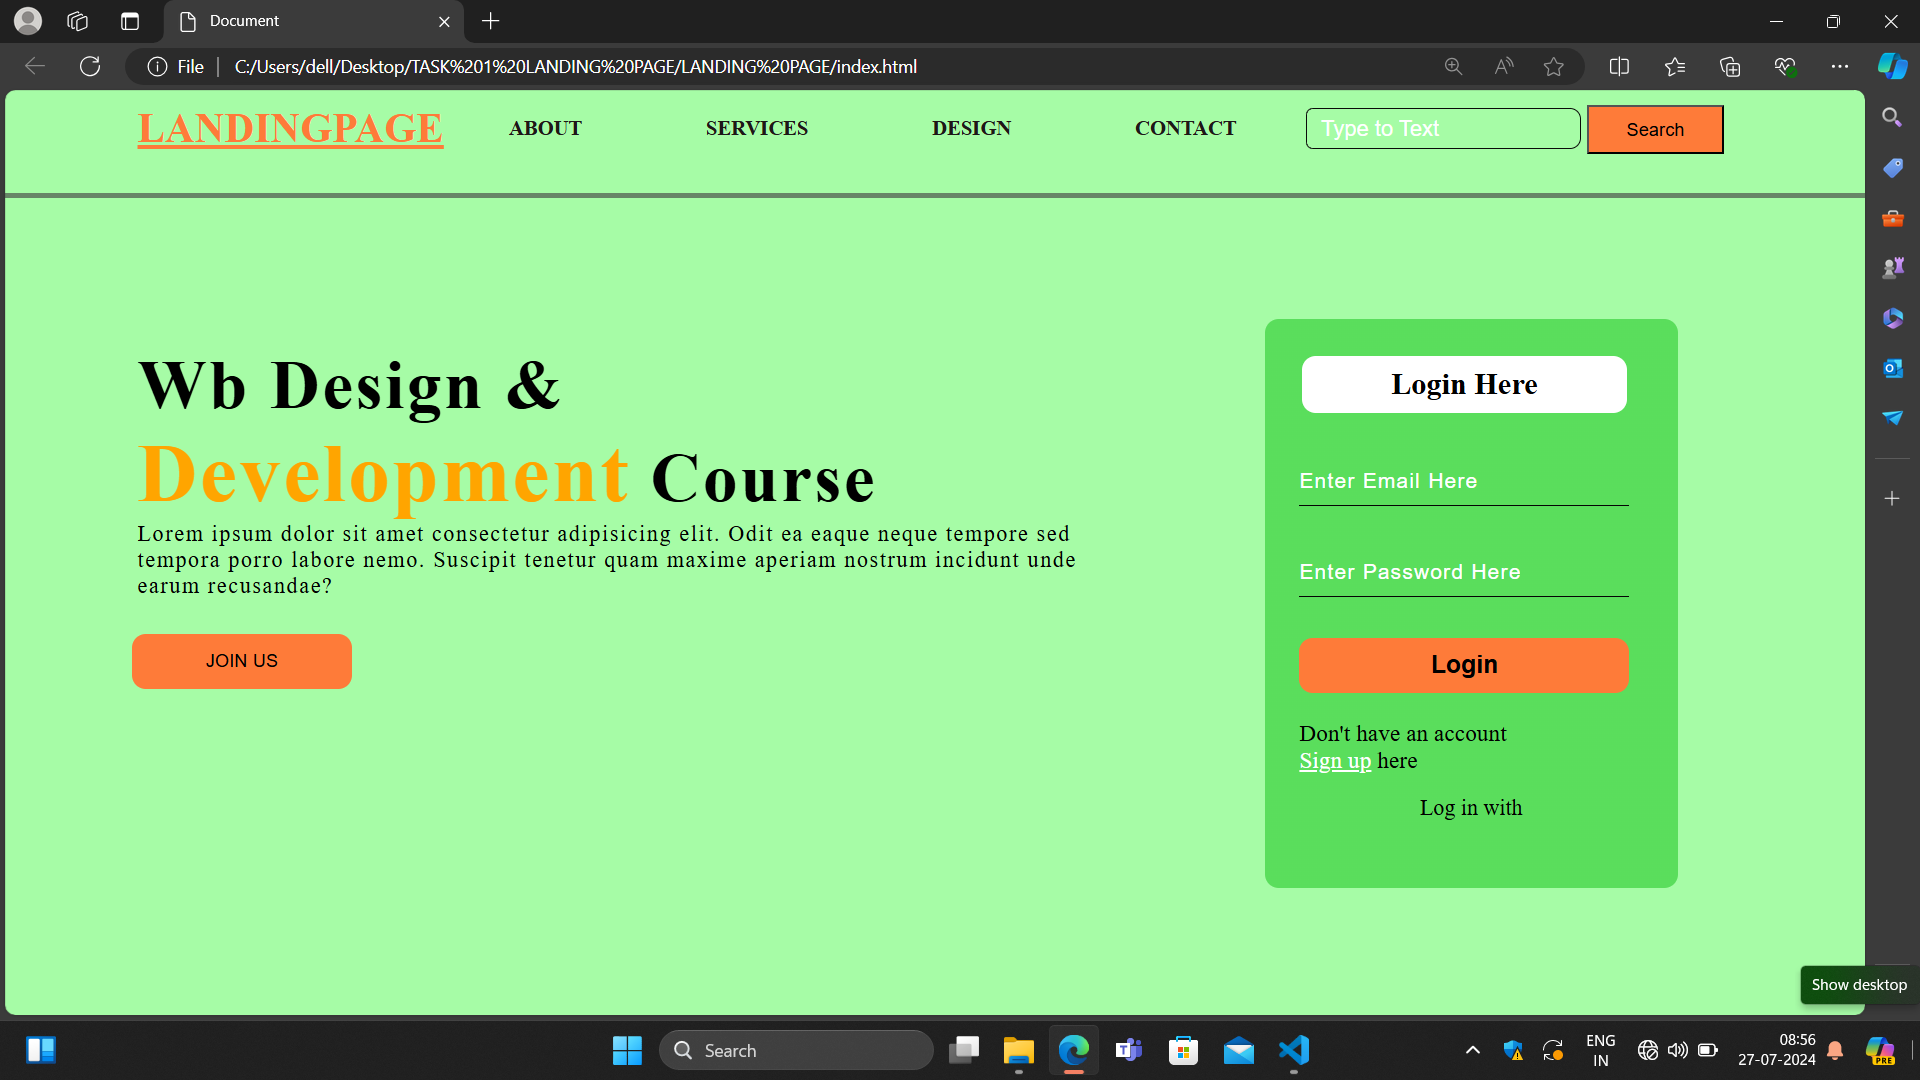 Document
File
C:/Users/dell/Desktop/TASK%201%20LANDING%20PAGE/LANDING%20PAGE/index.html
LANDINGPAGE
ABOUT
SERVICES
DESIGN
CONTACT
Type to Text
Search
Wb Design &
Development Course
Lorem ipsum dolor sit amet consectetur adipisicing elit. Odit ea eaque neque tempore sed
tempora porro labore nemo. Suscipit tenetur quam maxime aperiam nostrum incidunt unde
earum recusandae?
JOIN US
Login Here
Enter Email Here
Enter Password Here
Login
Don't have an account
Sign up here
Log in with
Show desktop
Search
ENG
IN
08:56
27-07-2024
PRE